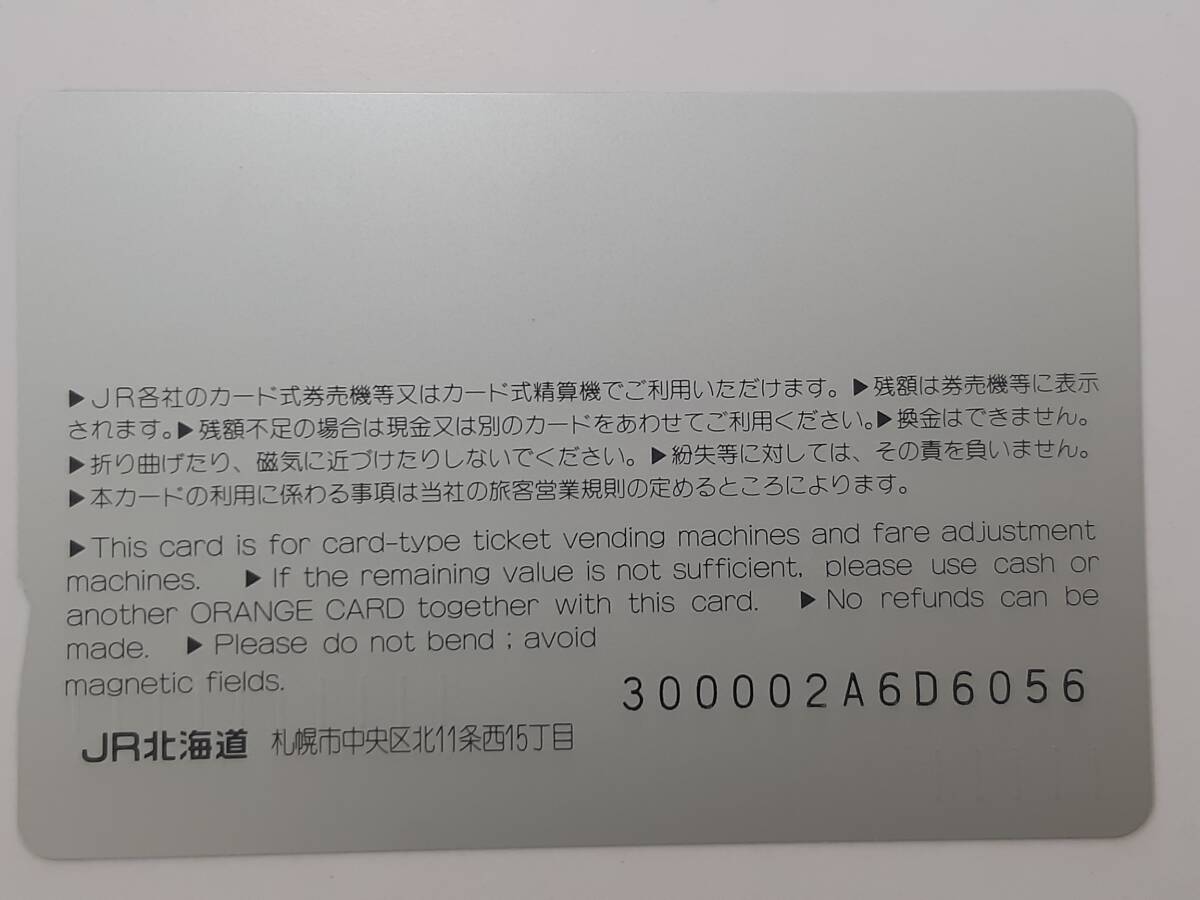 ▶JR各社のカード式券売機等又はカード式精算機でご利用いただけます。▶残額は券売機等に表示
されます。▶残額不足の場合は現金又は別のカードをあわせてご利用ください。▶換金はできません。
▶折り曲げたり、磁気に近づけたりしないでください。▶紛失等に対しては、その責を負いません。
▶本カードの利用に係わる事項は当社の旅客営業規則の定めるところによります。
▶This card is for card-type ticket vending machines and fare adjustment
machines. ▶If the remaining value is not sufficient, please use cash or
another ORANGE CARD together with this card. ▶No refunds can be
made. ▶Please do not bend ; avoid
magnetic fields.
300002A6D6056
JR北海道 札幌市中央区北11条西15丁目